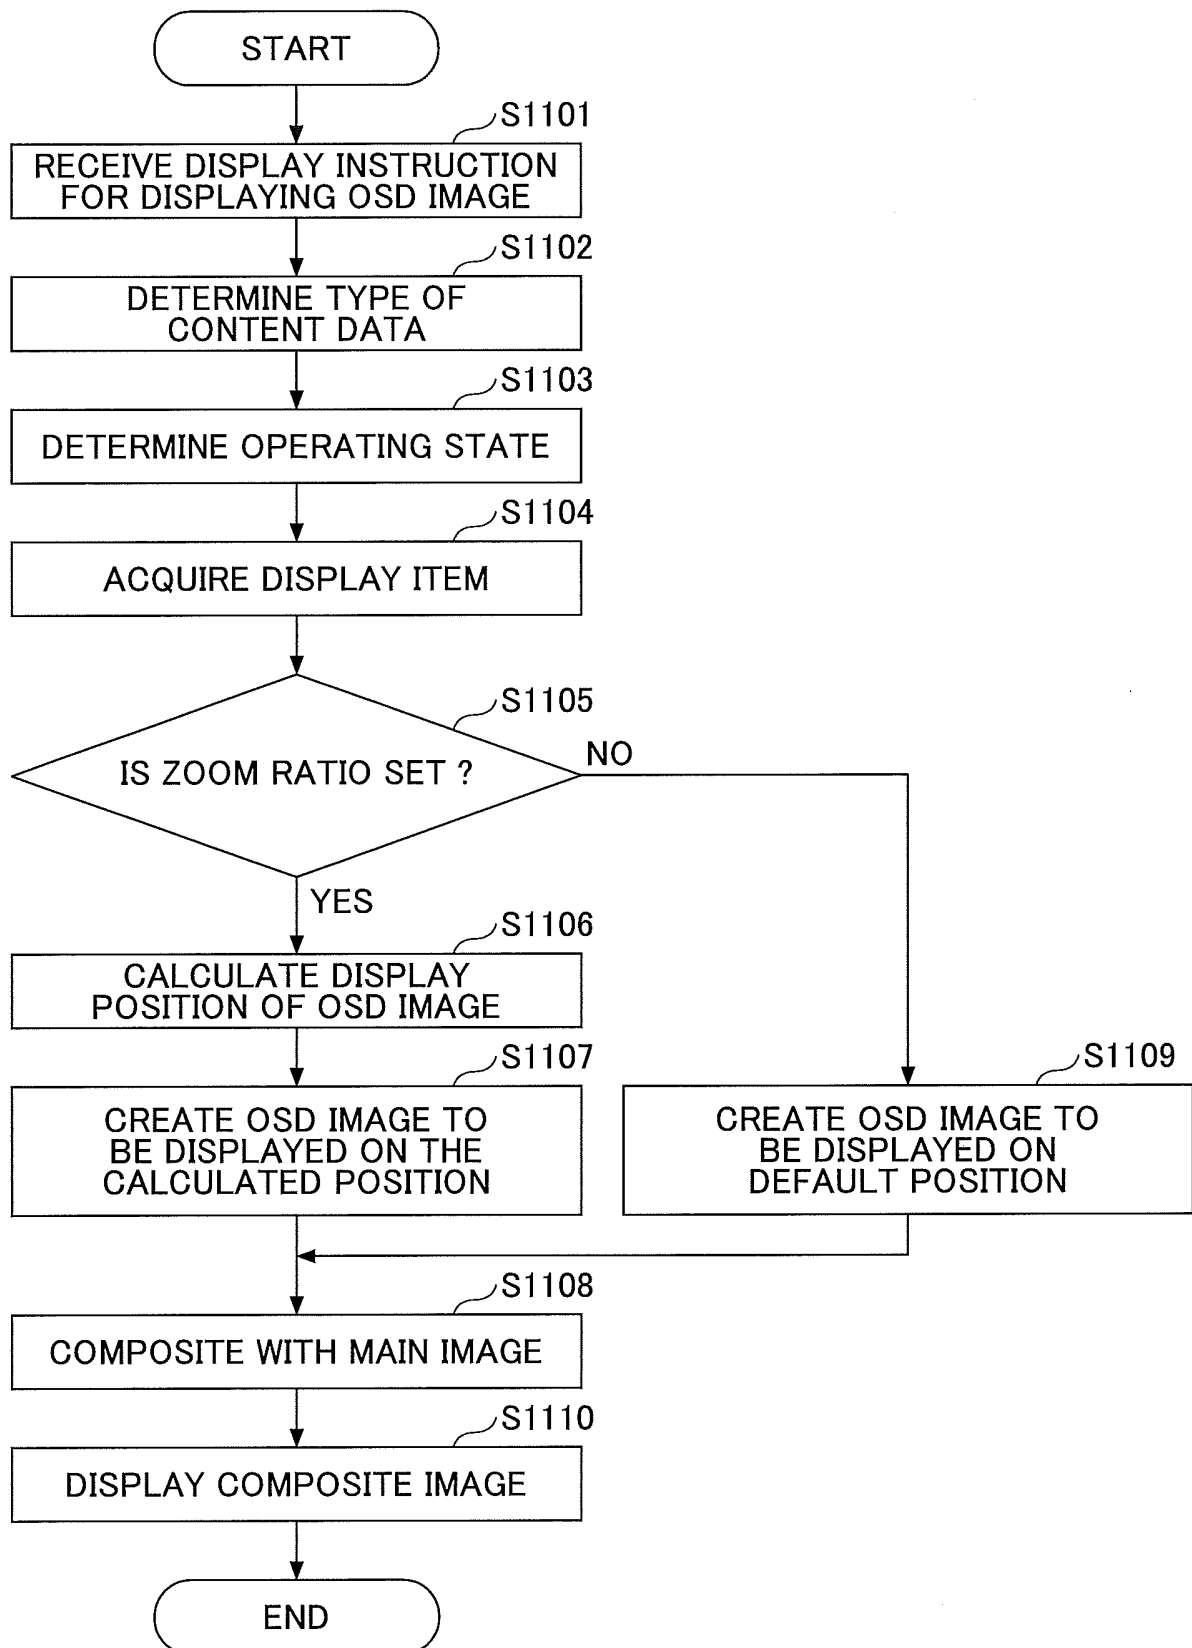 START
S1101
RECEIVE DISPLAY INSTRUCTION
FOR DISPLAYING OSD IMAGE
S1102
DETERMINE TYPE OF
CONTENT DATA
S1103
DETERMINE OPERATING STATE
S1104
ACQUIRE DISPLAY ITEM
S1105
IS ZOOM RATIO SET ?
NO
YES
S1106
CALCULATE DISPLAY
POSITION OF OSD IMAGE
S1107
CREATE OSD IMAGE TO
BE DISPLAYED ON THE
CALCULATED POSITION
S1109
CREATE OSD IMAGE TO
BE DISPLAYED ON
DEFAULT POSITION
S1108
COMPOSITE WITH MAIN IMAGE
S1110
DISPLAY COMPOSITE IMAGE
END